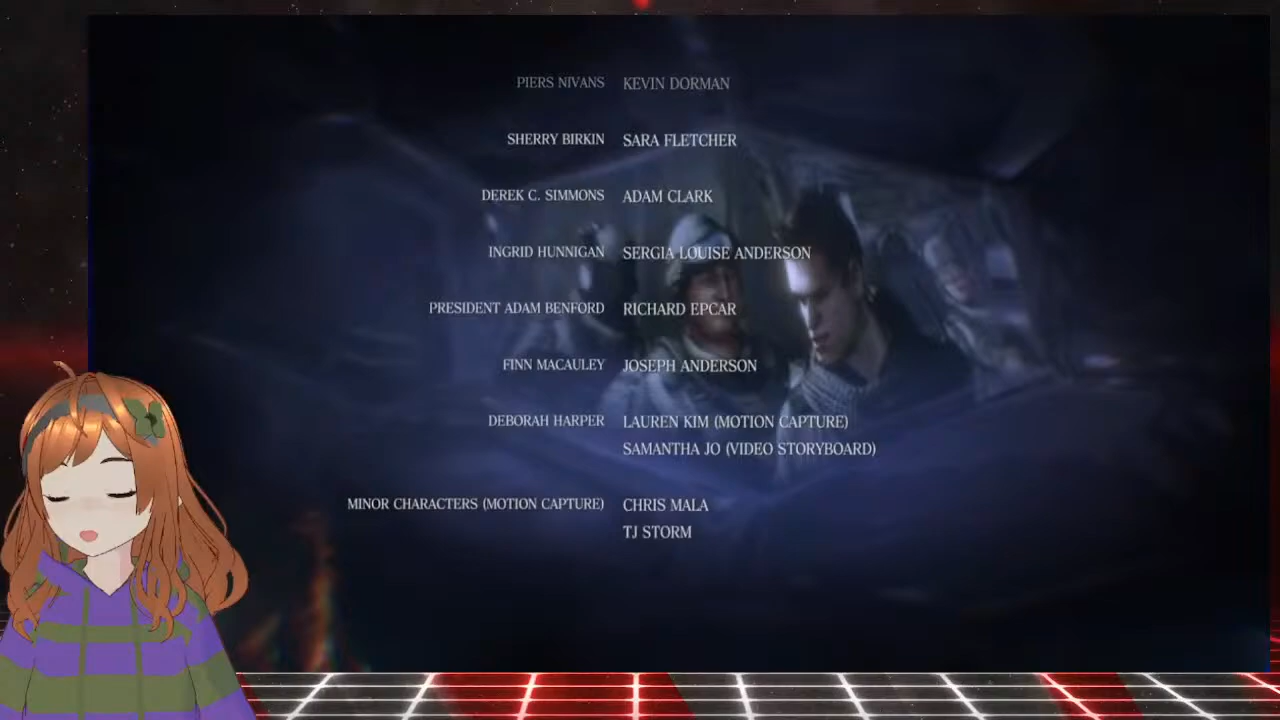 PIERS NIVANS KEVIN DORMAN
SHERRY BIRKIN SARA FLETCHER
DEREK C. SIMMONS ADAM CLARK
INGRID HUNNIGAN SERGIA LOUISE ANDERSON
PRESIDENT ADAM BENFORD RICHARD EPCAR
FINN MACAULEY JOSEPH ANDERSON
DEBORAH HARPER LAUREN KIM (MOTION CAPTURE)
SAMANTHA JO (VIDEO STORYBOARD)
MINOR CHARACTERS (MOTION CAPTURE) CHRIS MALA
TJ STORM